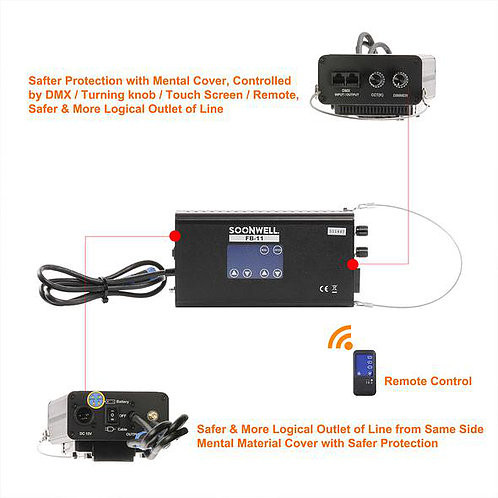 Safter Protection with Mental Cover, Controlled
by DMX / Turning knob / Touch Screen / Remote,
Safer & More Logical Outlet of Line
DMX
INPUT / OUTPUT
CCT(K)
DIMMER
SOONWELL
FB-11
CE
Remote Control
Battery
OFF
Cable
DC 15V
OUTPUT
Safer & More Logical Outlet of Line from Same Side
Mental Material Cover with Safer Protection